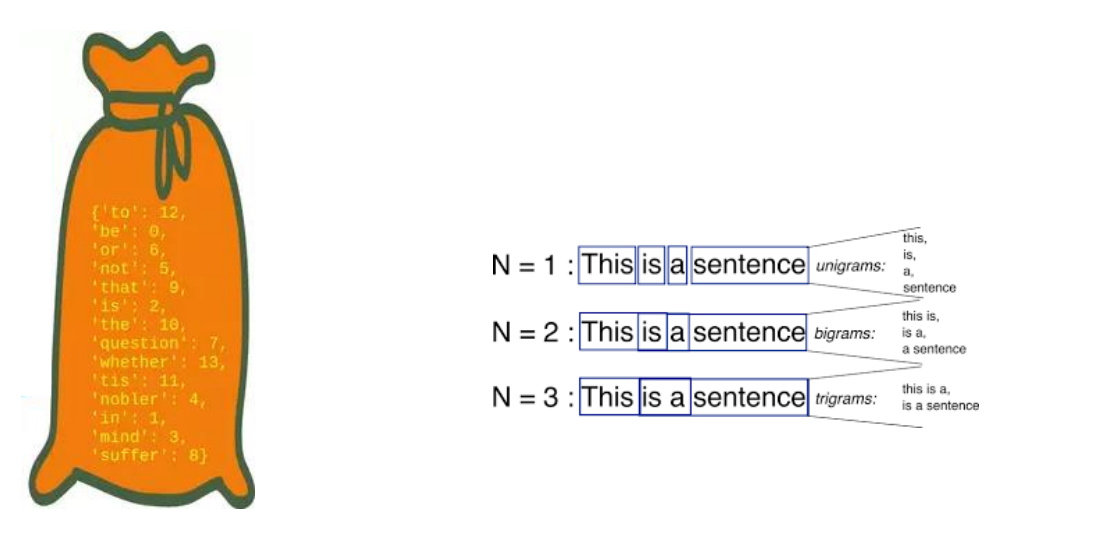 {'to': 12,
'be': 0,
'or': 6,
'not': 5,
'that': 9,
'is': 2,
'the': 10,
'question': 7,
'whether': 13,
'tis': 11,
'nobler': 4,
'in': 1,
'mind': 3,
'suffer': 8}
N = 1 : This is a sentence unigrams:
this,
is,
a,
sentence
N = 2 : This is a sentence bigrams:
this is,
is a,
a sentence
N = 3 : This is a sentence trigrams:
this is a,
is a sentence